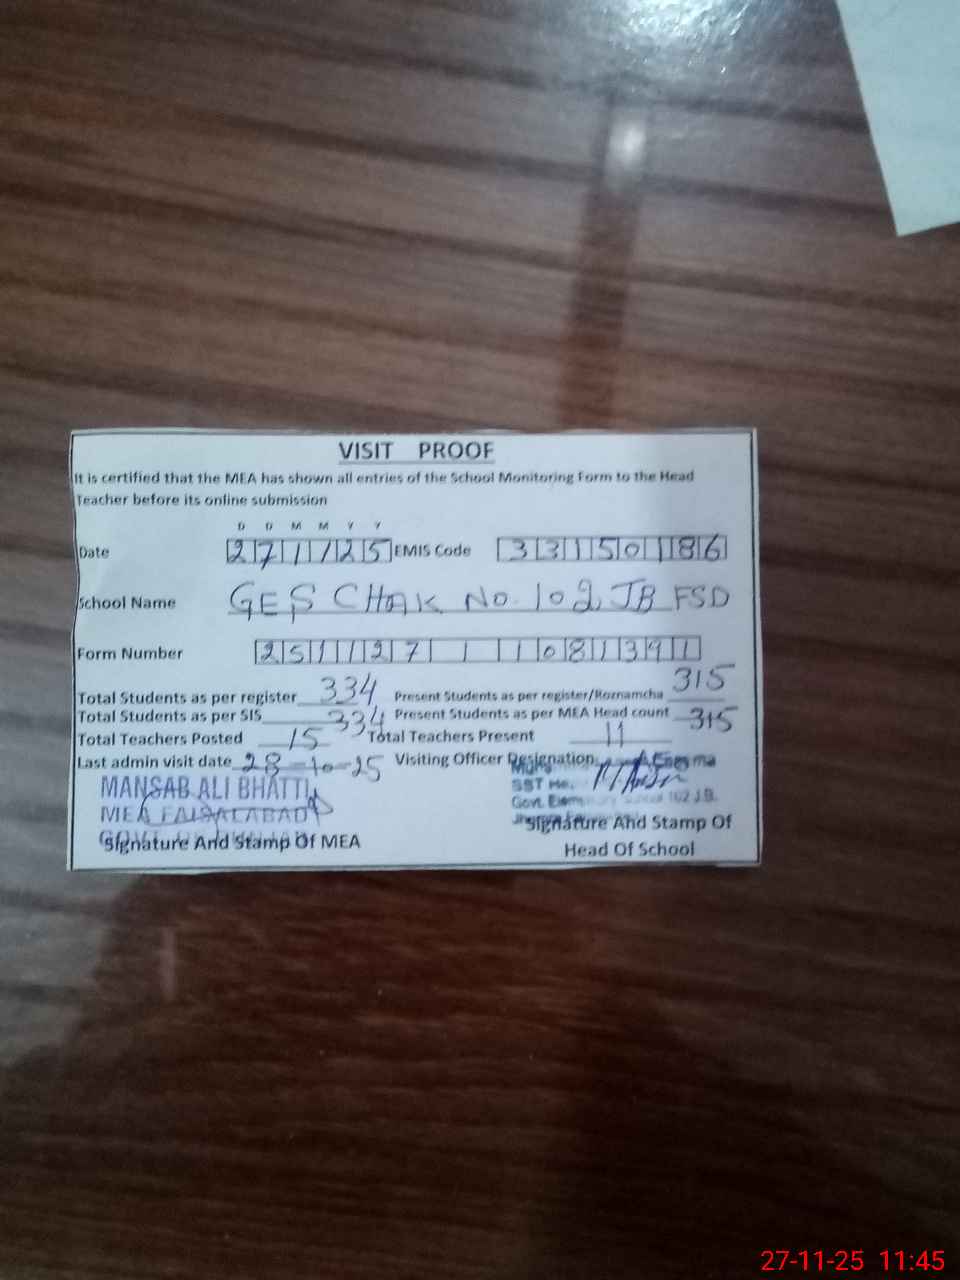 VISIT PROOF
It is certified that the MEA has shown all entries of the School Monitoring Form to the Head
Teacher before its online submission
D D M M Y Y
Date 271125 EMIS Code 33150186
School Name GES CHAK NO. 102 JB FSD
Form Number
Total Students as per register 334 Present Students as per register/Roznamcha 315
Total Students as per SIS 334 Present Students as per MEA Head count 315
Total Teachers Posted 15 Total Teachers Present 11
Last admin visit date 28-10-25 Visiting Officer Designation
MANSAB ALI BHATTI
MEA FAISALABAD
SST
Govt. 102 J.B.
Signature And Stamp Of MEA
Signature And Stamp Of
Head Of School
27-11-25 11:45